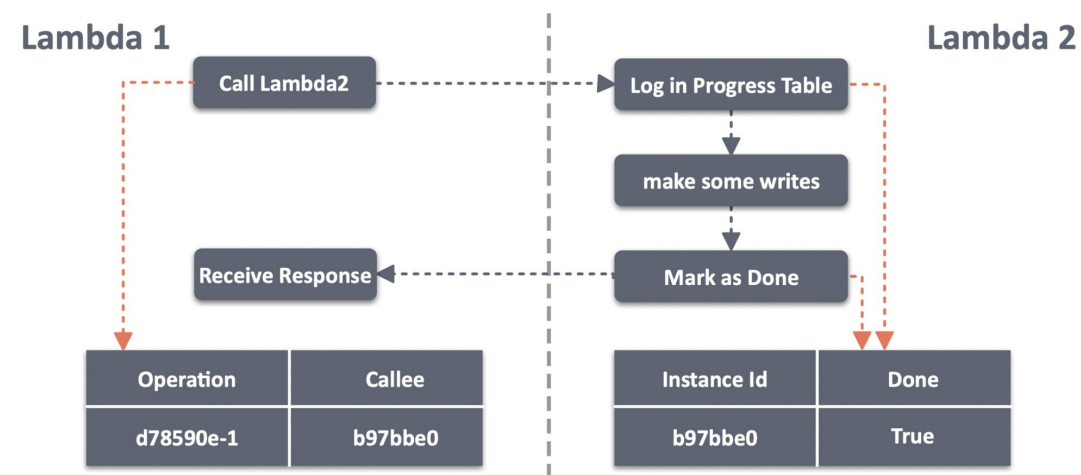 Lambda 1
Lambda 2
Call Lambda2
Log in Progress Table
make some writes
Receive Response
Mark as Done
Operation
Callee
d78590e-1
b97bbe0
Instance Id
Done
b97bbe0
True